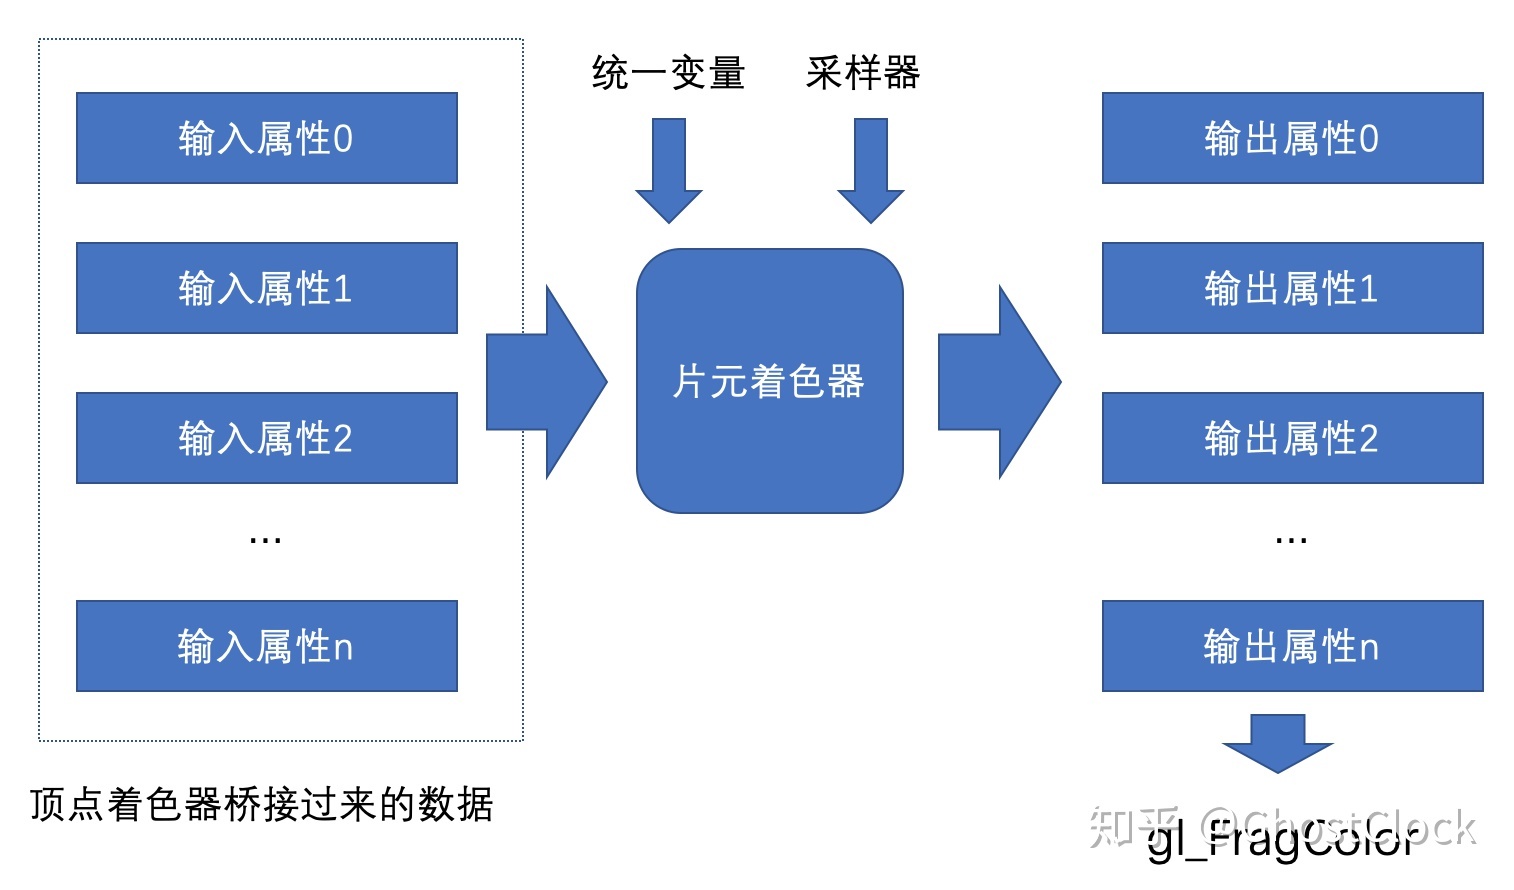 统一变量 采样器
输入属性0
输入属性1
输入属性2
...
输入属性n
顶点着色器桥接过来的数据
片元着色器
输出属性0
输出属性1
输出属性2
...
输出属性n
gl_FragColor
知乎 @GhostClock